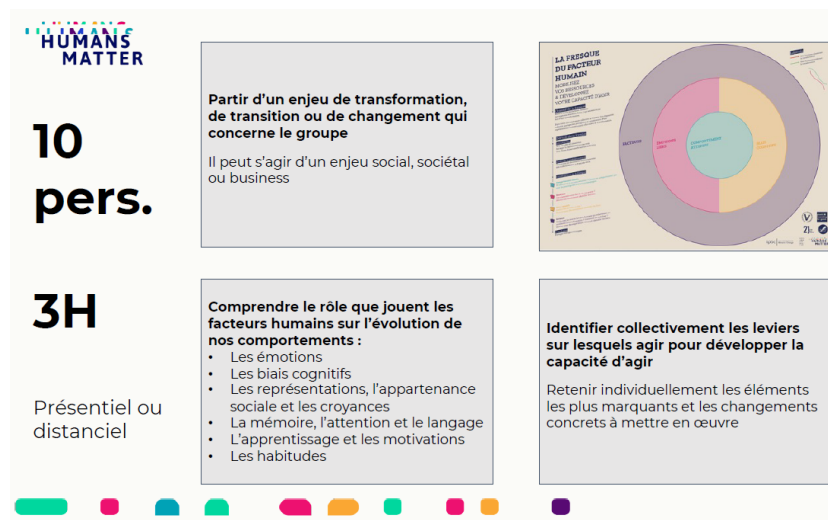 HUMANS
MATTER
10
pers.
3H
Présentiel ou
distanciel
Partir d’un enjeu de transformation,
de transition ou de changement qui
concerne le groupe
Il peut s’agir d’un enjeu social, sociétal
ou business
LA FRESQUE
DU FACTEUR
HUMAIN
Comprendre le rôle que jouent les
facteurs humains sur l’évolution de
nos comportements :
• Les émotions
• Les biais cognitifs
• Les représentations, l’appartenance
sociale et les croyances
• La mémoire, l’attention et le langage
• L’apprentissage et les motivations
• Les habitudes
Identifier collectivement les leviers
sur lesquels agir pour développer la
capacité d’agir
Retenir individuellement les éléments
les plus marquants et les changements
concrets à mettre en œuvre